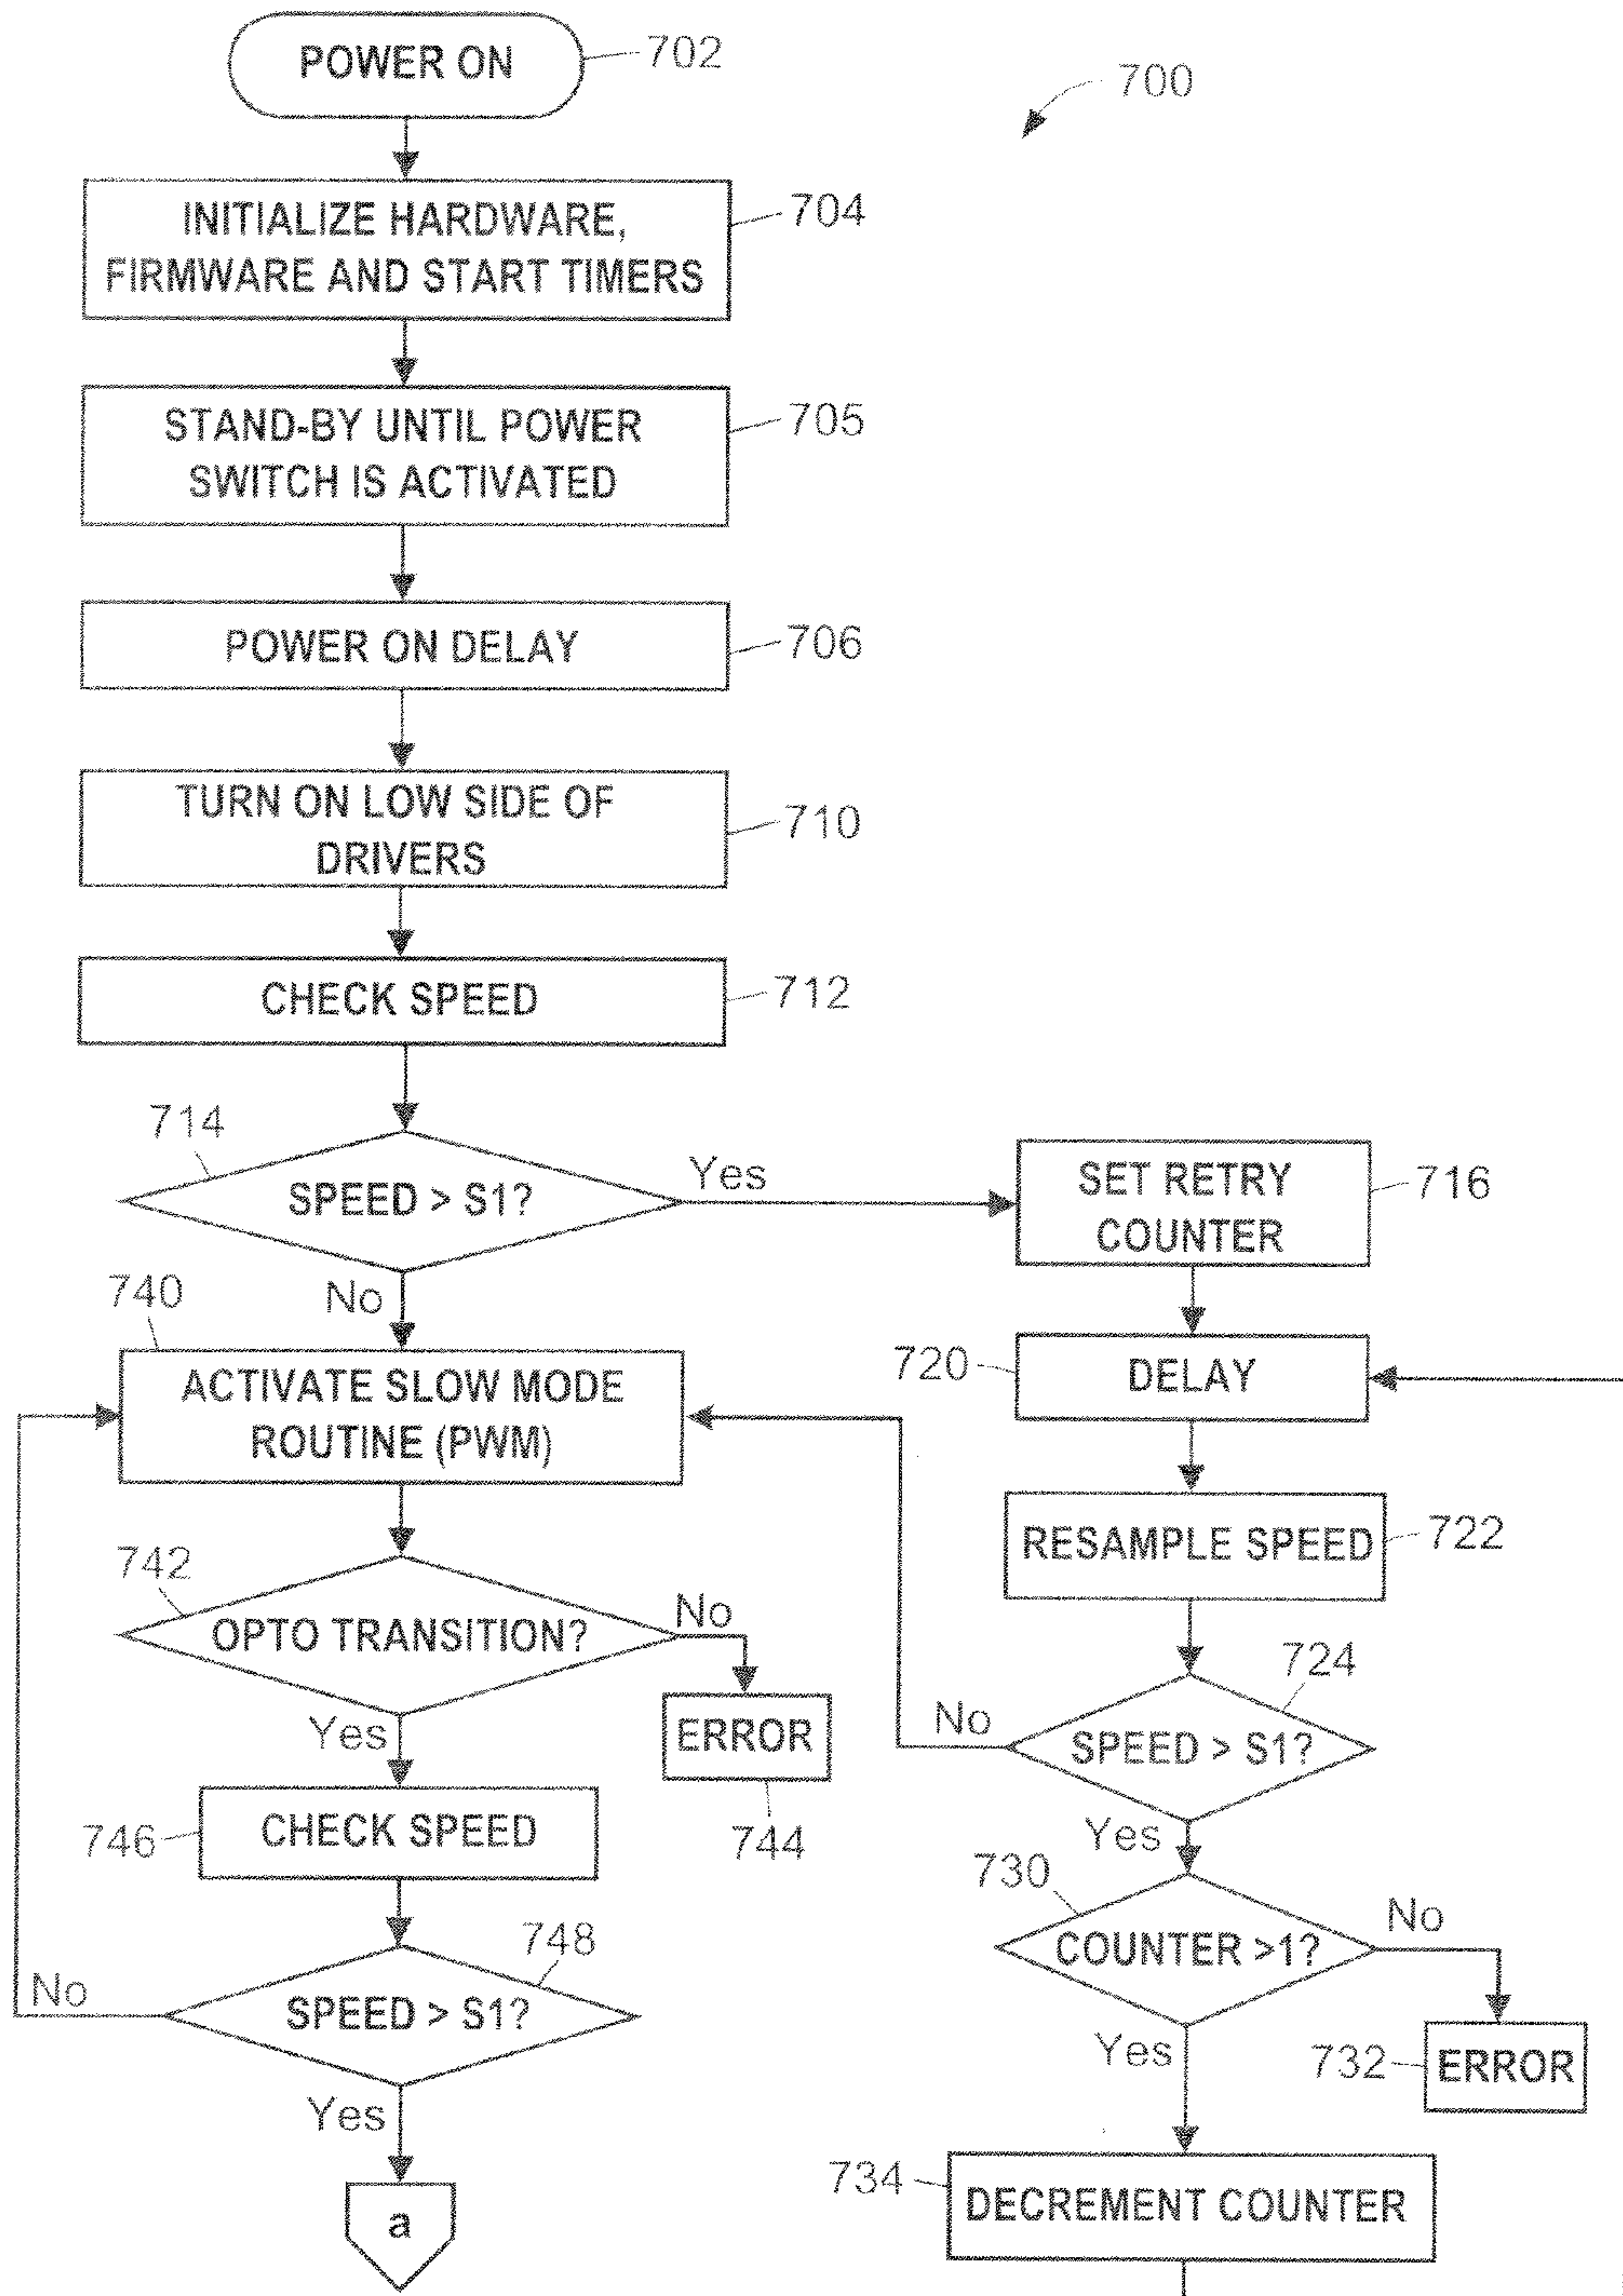 POWER ON
702
700
INITIALIZE HARDWARE,
FIRMWARE AND START TIMERS
704
STAND-BY UNTIL POWER
SWITCH IS ACTIVATED
705
POWER ON DELAY
706
TURN ON LOW SIDE OF
DRIVERS
710
CHECK SPEED
712
714
SPEED > S1?
Yes
No
SET RETRY
COUNTER
716
740
ACTIVATE SLOW MODE
ROUTINE (PWM)
720
DELAY
RESAMPLE SPEED
722
742
OPTO TRANSITION?
No
Yes
ERROR
744
724
SPEED > S1?
No
Yes
746
CHECK SPEED
730
COUNTER >1?
No
Yes
748
SPEED > S1?
No
Yes
732
ERROR
734
DECREMENT COUNTER
a